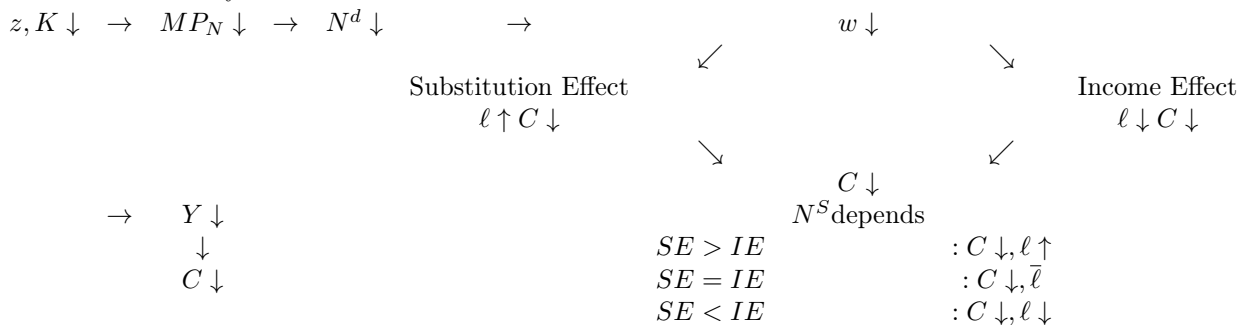 z, K ↓ → MP_N ↓ → N^d ↓ → w ↓
↙ ↘
Substitution Effect Income Effect
ℓ ↑ C ↓ ℓ ↓ C ↓
↘ ↙
C ↓
→ Y ↓ N^S depends
↓ SE > IE : C ↓, ℓ ↑
C ↓ SE = IE : C ↓, ℓ̅
SE < IE : C ↓, ℓ ↓